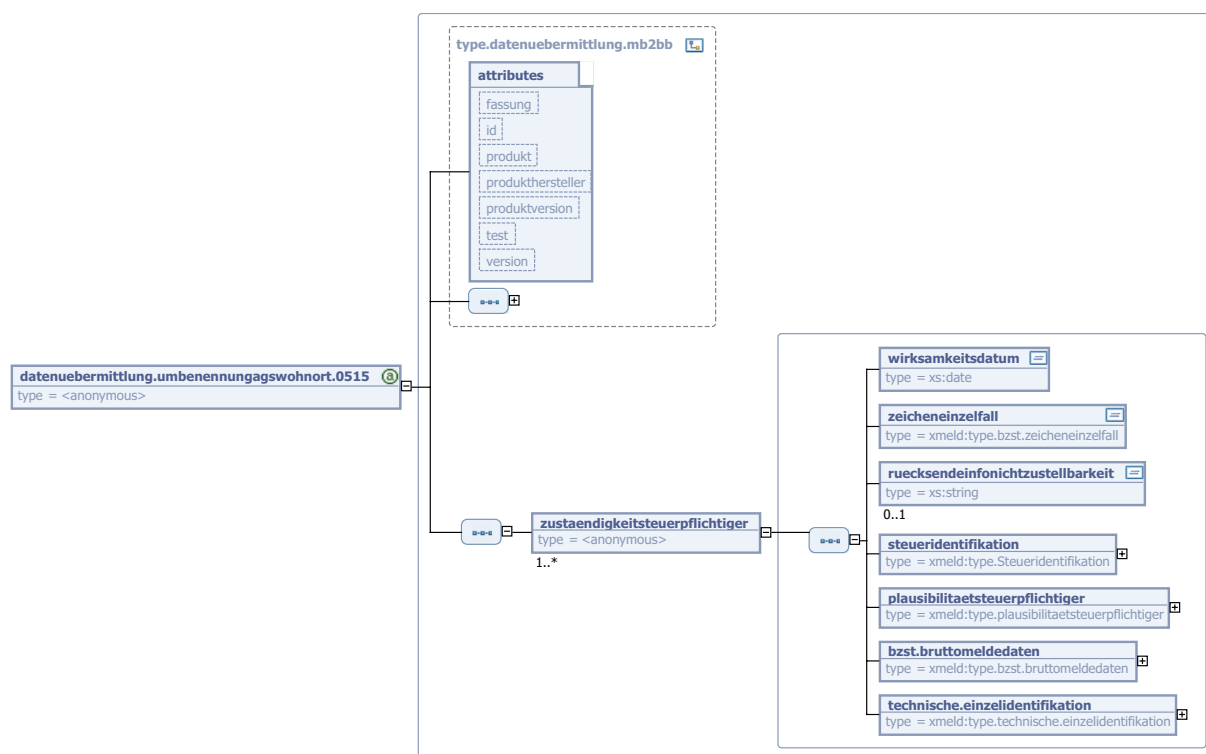 type.datenuebermittlung.mb2bb
attributes
fassung
id
produkt
produkthersteller
produktversion
test
version
datenuebermittlung.umbenennungagswohnort.0515
type = <anonymous>
zustaendigkeitsteuerpflichtiger
type = <anonymous>
1..*
wirksamkeitsdatum
type = xs:date
zeicheneinzelfall
type = xmeld:type.bzst.zeicheneinzelfall
ruecksendeinfonichtzustellbarkeit
type = xs:string
0..1
steueridentifikation
type = xmeld:type.Steueridentifikation
plausibilitaetsteuerpflichtiger
type = xmeld:type.plausibilitaetsteuerpflichtiger
bzst.bruttomeldedaten
type = xmeld:type.bzst.bruttomeldedaten
technische.einzelidentifikation
type = xmeld:type.technische.einzelidentifikation